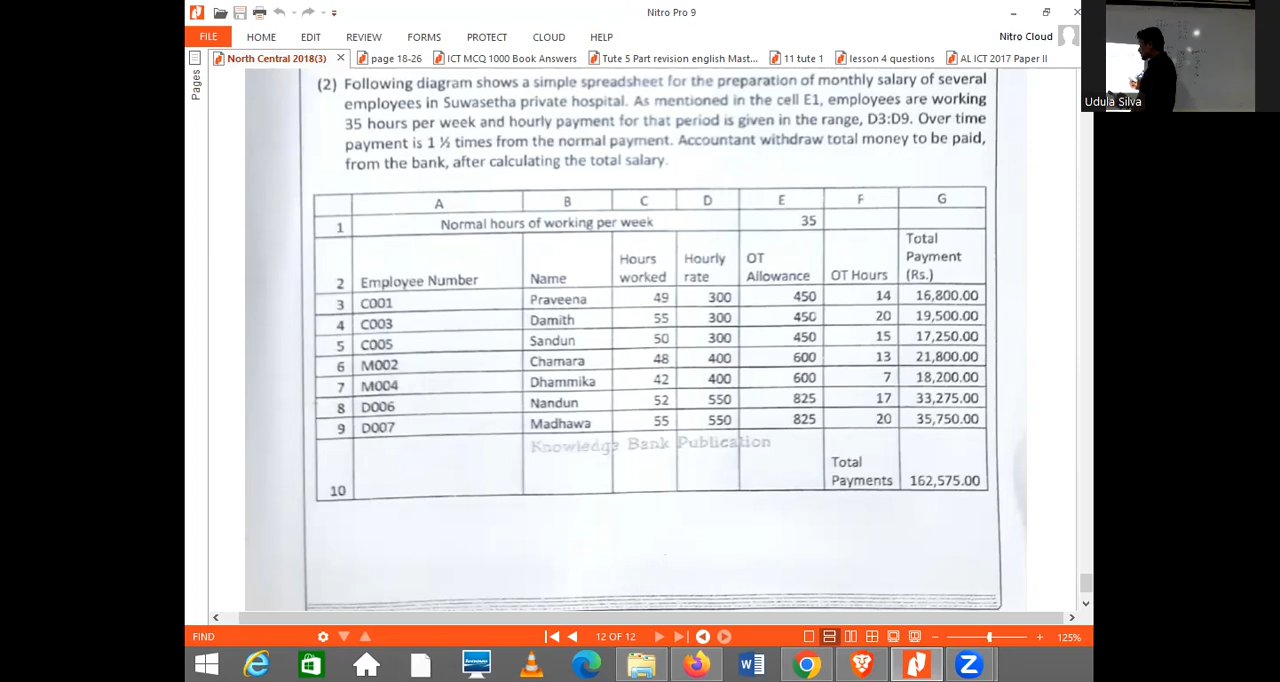 Nitro Pro 9
FILE HOME EDIT REVIEW FORMS PROTECT CLOUD HELP Nitro Cloud
North Central 2018(3) page 18-26 ICT MCQ 1000 Book Answers Tute 5 Part revision english Mast... 11 tute 1 lesson 4 questions AL ICT 2017 Paper II
Udula Silva
Pages
(2) Following diagram shows a simple spreadsheet for the preparation of monthly salary of several
employees in Suwasetha private hospital. As mentioned in the cell E1, employees are working
35 hours per week and hourly payment for that period is given in the range, D3:D9. Over time
payment is 1 ½ times from the normal payment. Accountant withdraw total money to be paid,
from the bank, after calculating the total salary.
A B C D E F G
1 Normal hours of working per week 35
2 Employee Number Name Hours worked Hourly rate OT Allowance OT Hours Total Payment (Rs.)
3 C001 Praveena 49 300 450 14 16,800.00
4 C003 Damith 55 300 450 20 19,500.00
5 C005 Sandun 50 300 450 15 17,250.00
6 M002 Chamara 48 400 600 13 21,800.00
7 M004 Dhammika 42 400 600 7 18,200.00
8 D006 Nandun 52 550 825 17 33,275.00
9 D007 Madhawa 55 550 825 20 35,750.00
Knowledge Bank Publication
10 Total Payments 162,575.00
FIND 12 OF 12 125%